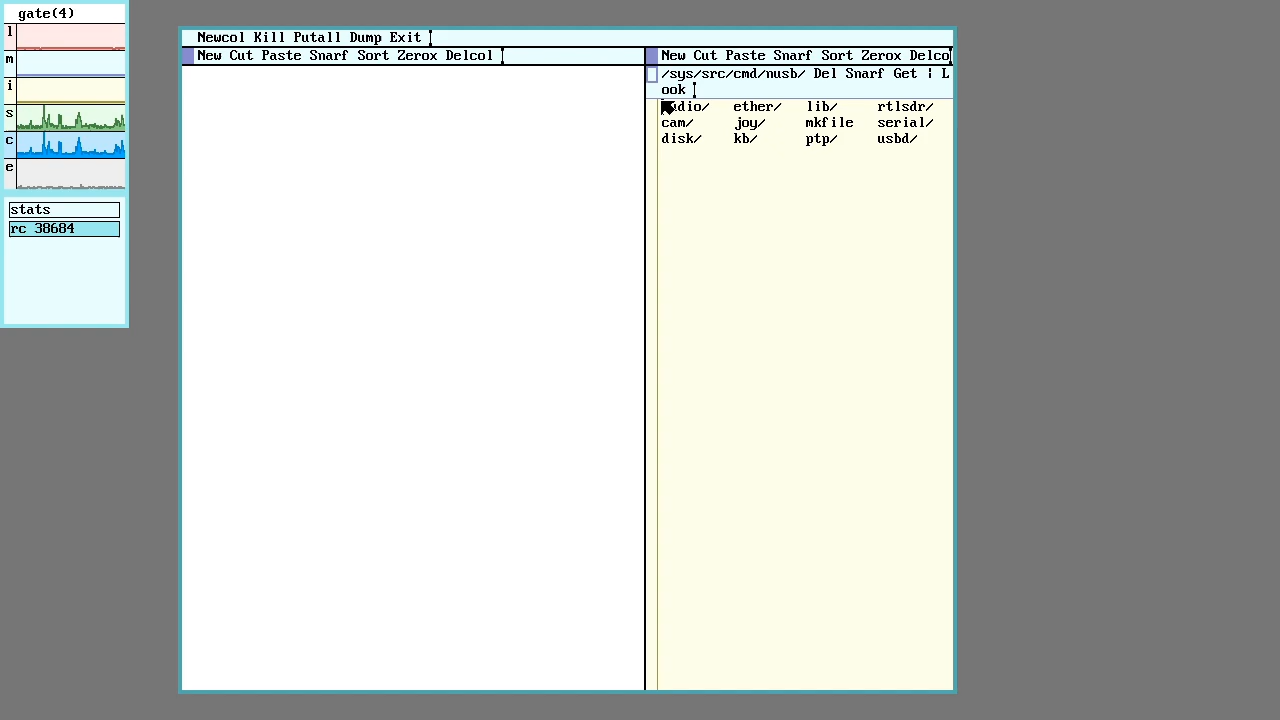 gate(4)
l
m
i
s
c
e
stats
rc 38684
Newcol Kill Putall Dump Exit
New Cut Paste Snarf Sort Zerox Delcol
New Cut Paste Snarf Sort Zerox Delco
/sys/src/cmd/nusb/ Del Snarf Get | L
ook
ether/ lib/ rtlsdr/
cam/ joy/ mkfile serial/
disk/ kb/ ptp/ usbd/